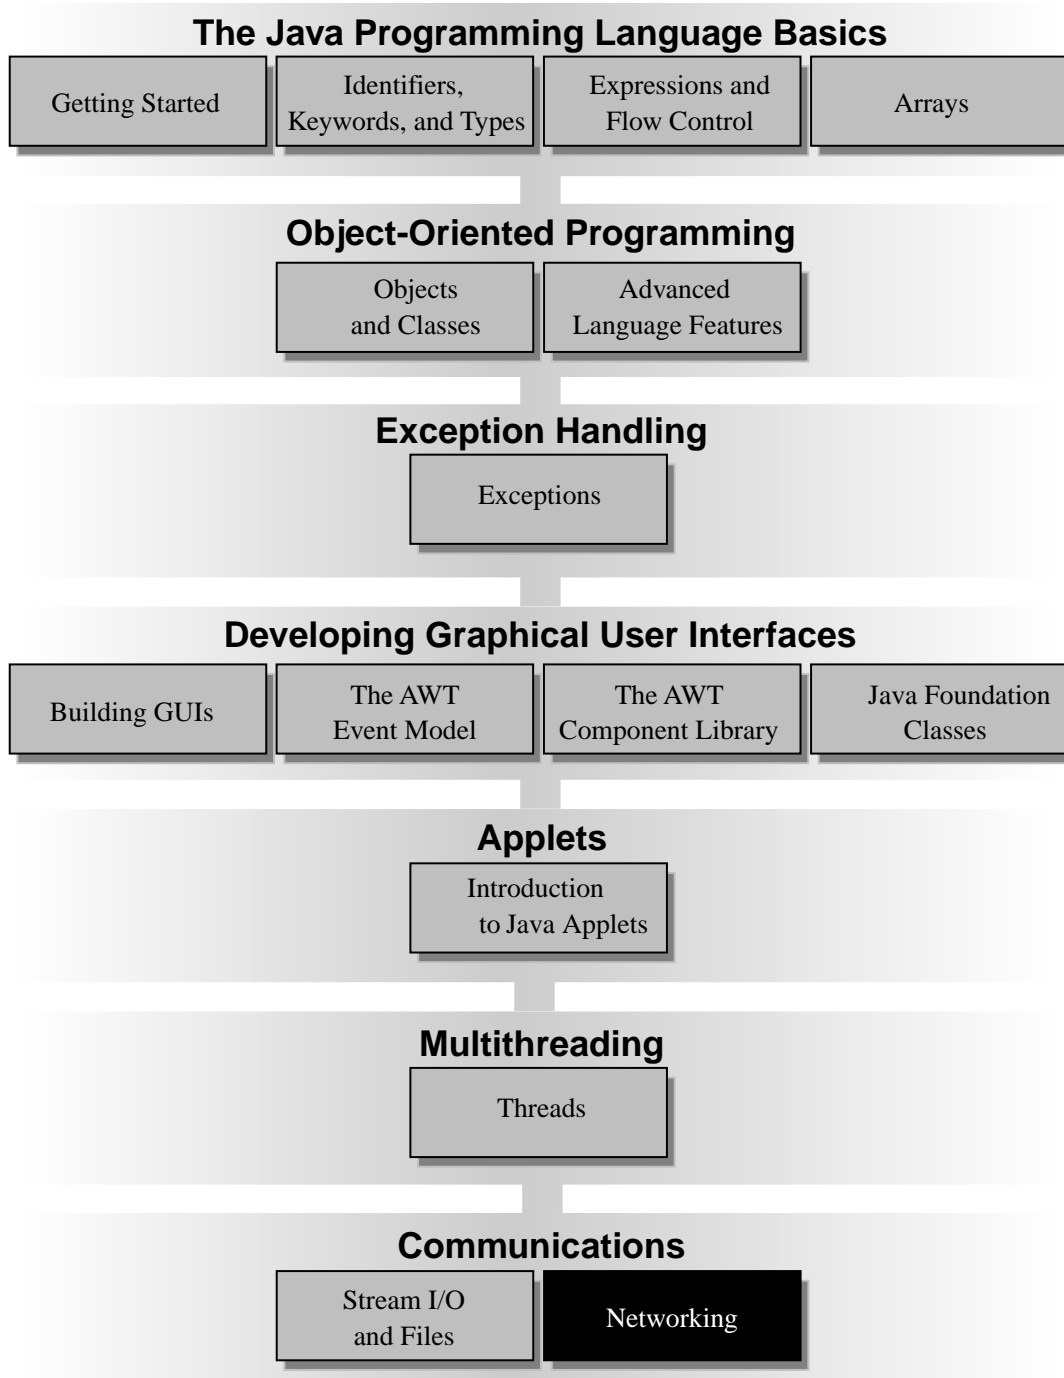 The Java Programming Language Basics
Getting Started
Identifiers,
Keywords, and Types
Expressions and
Flow Control
Arrays
Object-Oriented Programming
Objects
and Classes
Advanced
Language Features
Exception Handling
Exceptions
Developing Graphical User Interfaces
Building GUIs
The AWT
Event Model
The AWT
Component Library
Java Foundation
Classes
Applets
Introduction
to Java Applets
Multithreading
Threads
Communications
Stream I/O
and Files
Networking